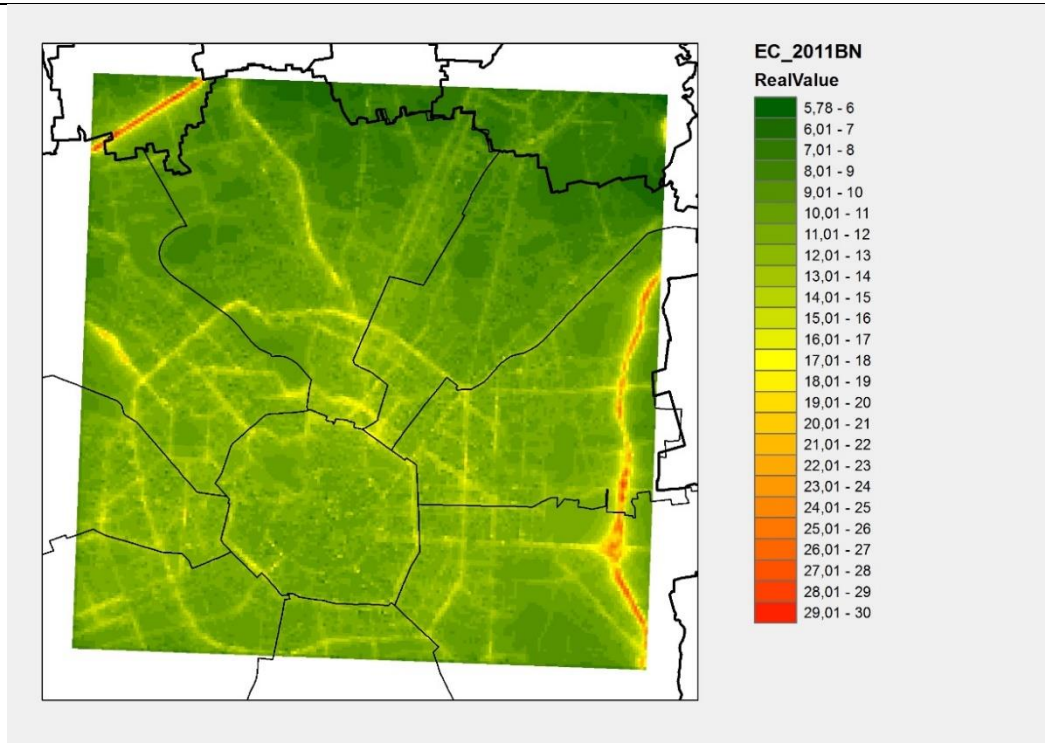 EC_2011BN
RealValue
5,78 - 6
6,01 - 7
7,01 - 8
8,01 - 9
9,01 - 10
10,01 - 11
11,01 - 12
12,01 - 13
13,01 - 14
14,01 - 15
15,01 - 16
16,01 - 17
17,01 - 18
18,01 - 19
19,01 - 20
20,01 - 21
21,01 - 22
22,01 - 23
23,01 - 24
24,01 - 25
25,01 - 26
26,01 - 27
27,01 - 28
28,01 - 29
29,01 - 30